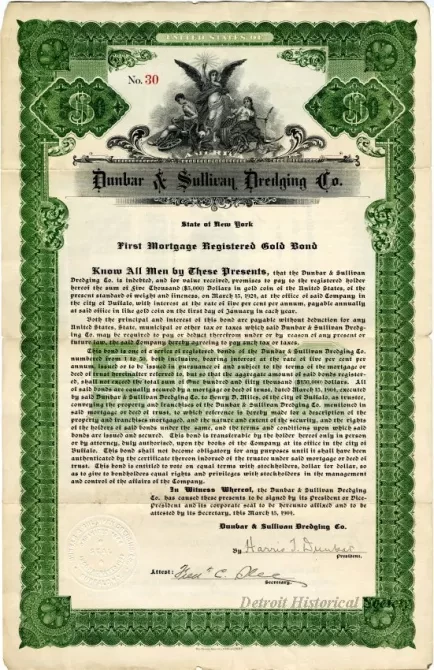 UNITED STATES OF
No. 30
$ $
Dunbar & Sullivan Dredging Co.
State of New York
First Mortgage Registered Gold Bond
Know All Men by These Presents, that the Dunbar & Sullivan
Dredging Co. is indebted, and for value received, promises to pay to the registered holder
hereof the sum of Five Thousand ($5,000) Dollars in gold coin of the United States, of the
present standard of weight and fineness, on March 15, 1929, at the office of said Company in
the city of Buffalo, with interest at the rate of five per cent per annum, payable annually
at said office in like gold coin on the first day of January in each year.
Both the principal and interest of this bond are payable without deduction for any
United States, State, municipal or other tax or taxes which said Dunbar & Sullivan Dredg-
ing Co. may be required to pay or deduct therefrom under or by reason of any present or
future law, the said Company hereby agreeing to pay such tax or taxes.
This bond is one of a series of registered bonds of the Dunbar & Sullivan Dredging Co.
numbered from 1 to 30, both inclusive, bearing interest at the rate of five per cent per
annum, issued or to be issued in pursuance of and subject to the terms of the mortgage or
deed of trust hereinafter referred to, but so that the aggregate amount of said bonds register-
ed, shall not exceed the total sum of One hundred and fifty thousand ($150,000) dollars. All
of said bonds are equally secured by a mortgage or deed of trust, dated March 15, 1909, executed
by said Dunbar & Sullivan Dredging Co. to Henry D. Miles, of the city of Buffalo, as trustee,
conveying the property and franchises of the Dunbar & Sullivan Dredging Co. mentioned in
said mortgage or deed of trust, to which reference is hereby made for a description of the
property and franchises mortgaged, and the nature and extent of the security, and the rights
of the holders of said bonds under the same, and the terms and conditions upon which said
bonds are issued and secured. This bond is transferable by the holder hereof only in person
or by attorney, duly authorized, upon the books of the Company at its office in the city of
Buffalo. This bond shall not become obligatory for any purposes until it shall have been
authenticated by the certificate thereon indorsed of the trustee under said mortgage or deed of
trust. This bond is entitled to vote on equal terms with stockholders, dollar for dollar, so
as to give to bondholders equal rights and privileges with stockholders in the management
and control of the affairs of the Company.
In Witness Whereof, the Dunbar & Sullivan Dredging
Co. has caused these presents to be signed by its President or Vice-
President and its corporate seal to be hereunto affixed and to be
attested by its Secretary, this March 15, 1909.
Dunbar & Sullivan Dredging Co.
By Harris T. Dunbar
President.
Attest:
Secretary.
Detroit Historical Society